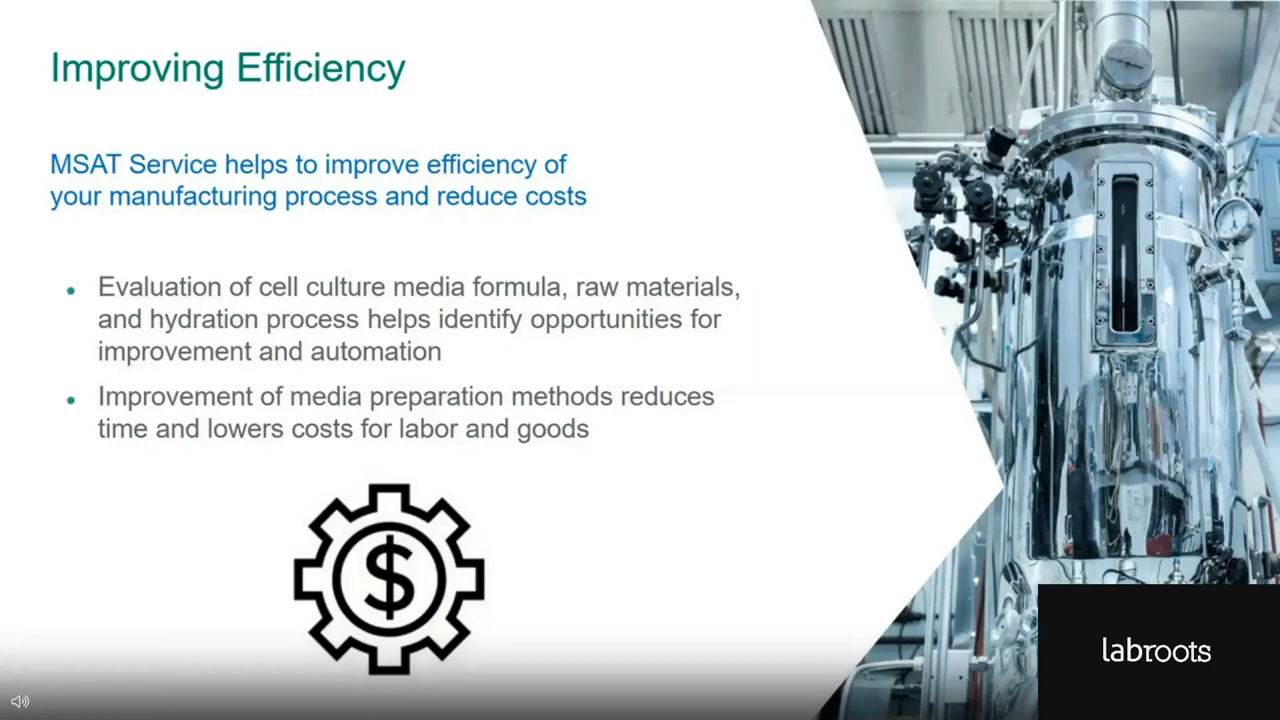 Improving Efficiency
MSAT Service helps to improve efficiency of
your manufacturing process and reduce costs
• Evaluation of cell culture media formula, raw materials,
and hydration process helps identify opportunities for
improvement and automation
• Improvement of media preparation methods reduces
time and lowers costs for labor and goods
$
labroots